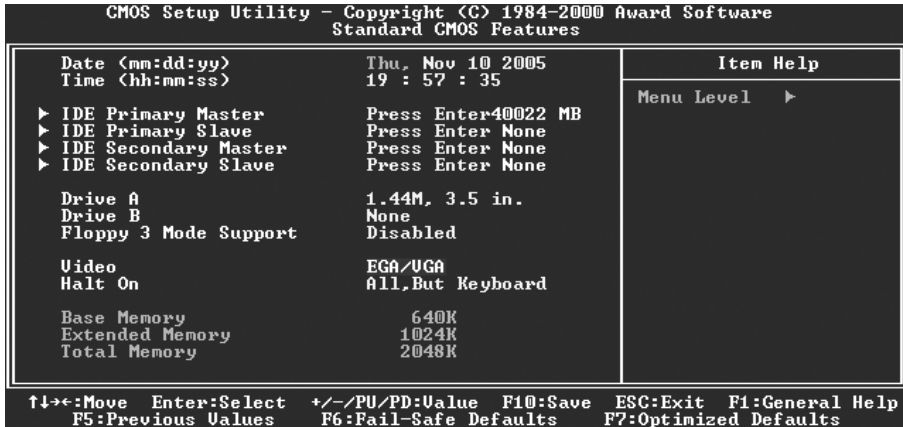 CMOS Setup Utility - Copyright (C) 1984-2000 Award Software
Standard CMOS Features
Date (mm:dd:yy) Thu, Nov 10 2005
Time (hh:mm:ss) 19 : 57 : 35
▶ IDE Primary Master Press Enter40022 MB
▶ IDE Primary Slave Press Enter None
▶ IDE Secondary Master Press Enter None
▶ IDE Secondary Slave Press Enter None
Drive A 1.44M, 3.5 in.
Drive B None
Floppy 3 Mode Support Disabled
Video EGA/VGA
Halt On All,But Keyboard
Base Memory 640K
Extended Memory 1024K
Total Memory 2048K
Item Help
Menu Level ▶
↑↓→←:Move Enter:Select +/-/PU/PD:Value F10:Save ESC:Exit F1:General Help
F5:Previous Values F6:Fail-Safe Defaults F7:Optimized Defaults